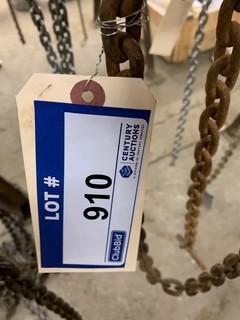 LOT #
910
CENTURY
AUCTIONS
ClubBid